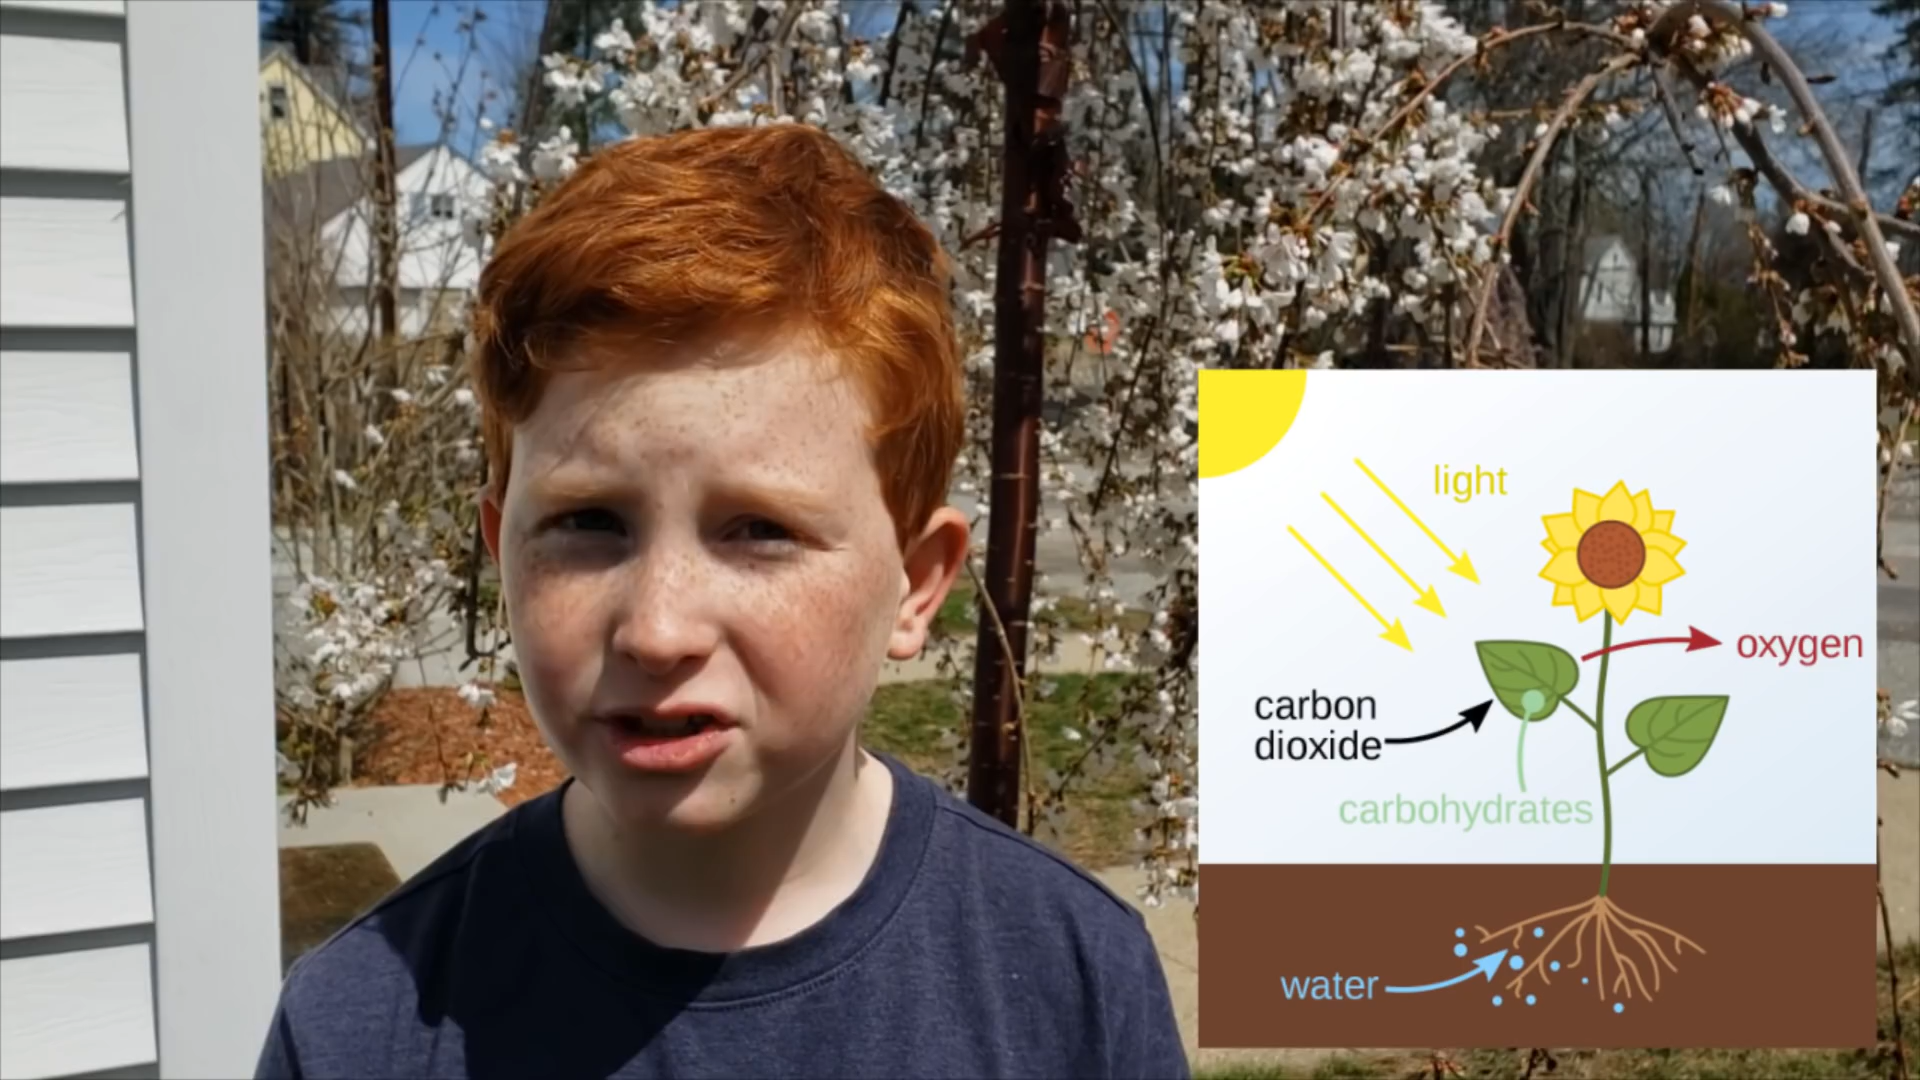 light
oxygen
carbon
dioxide
carbohydrates
water